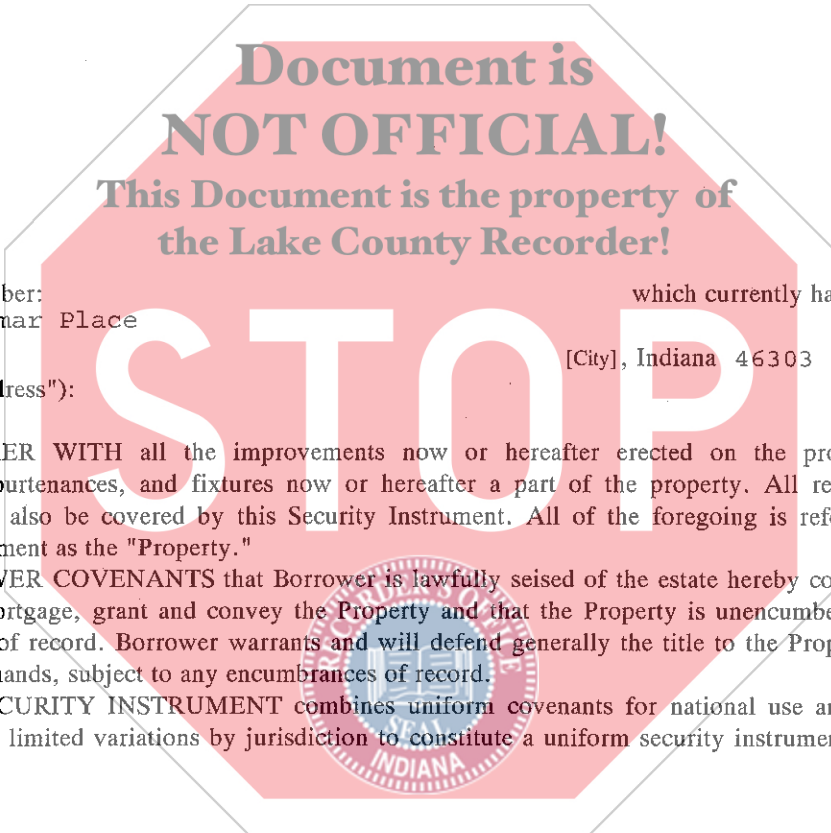 Document is
NOT OFFICIAL!
This Document is the property of
the Lake County Recorder!
ber: which currently ha
mar Place
[City], Indiana 46303
lress"):
STOP
ER WITH all the improvements now or hereafter erected on the pro
purtenances, and fixtures now or hereafter a part of the property. All re
also be covered by this Security Instrument. All of the foregoing is refe
ment as the "Property."
VER COVENANTS that Borrower is lawfully seised of the estate hereby co
ortgage, grant and convey the Property and that the Property is unencumbe
of record. Borrower warrants and will defend generally the title to the Prop
nands, subject to any encumbrances of record.
CURITY INSTRUMENT combines uniform covenants for national use an
limited variations by jurisdiction to constitute a uniform security instrumen
RECORDER'S OFFICE
SEAL
INDIANA